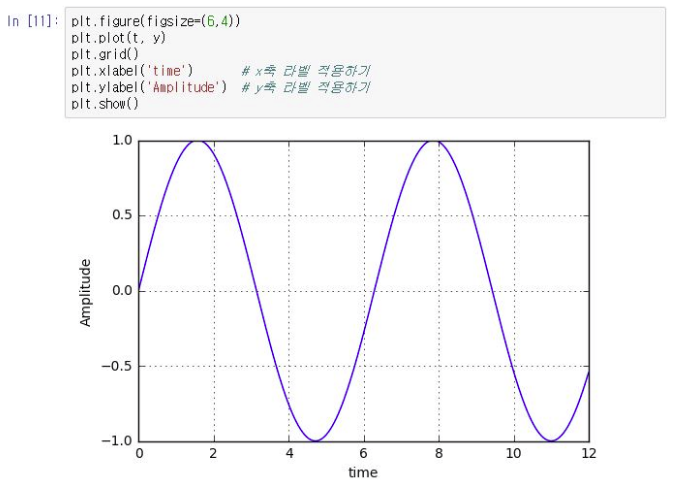 In [11]: plt.figure(figsize=(6,4))
plt.plot(t, y)
plt.grid()
plt.xlabel('time') # x축 라벨 적용하기
plt.ylabel('Amplitude') # y축 라벨 적용하기
plt.show()
1.0
0.5
0.0
−0.5
−1.0
Amplitude
0 2 4 6 8 10 12
time